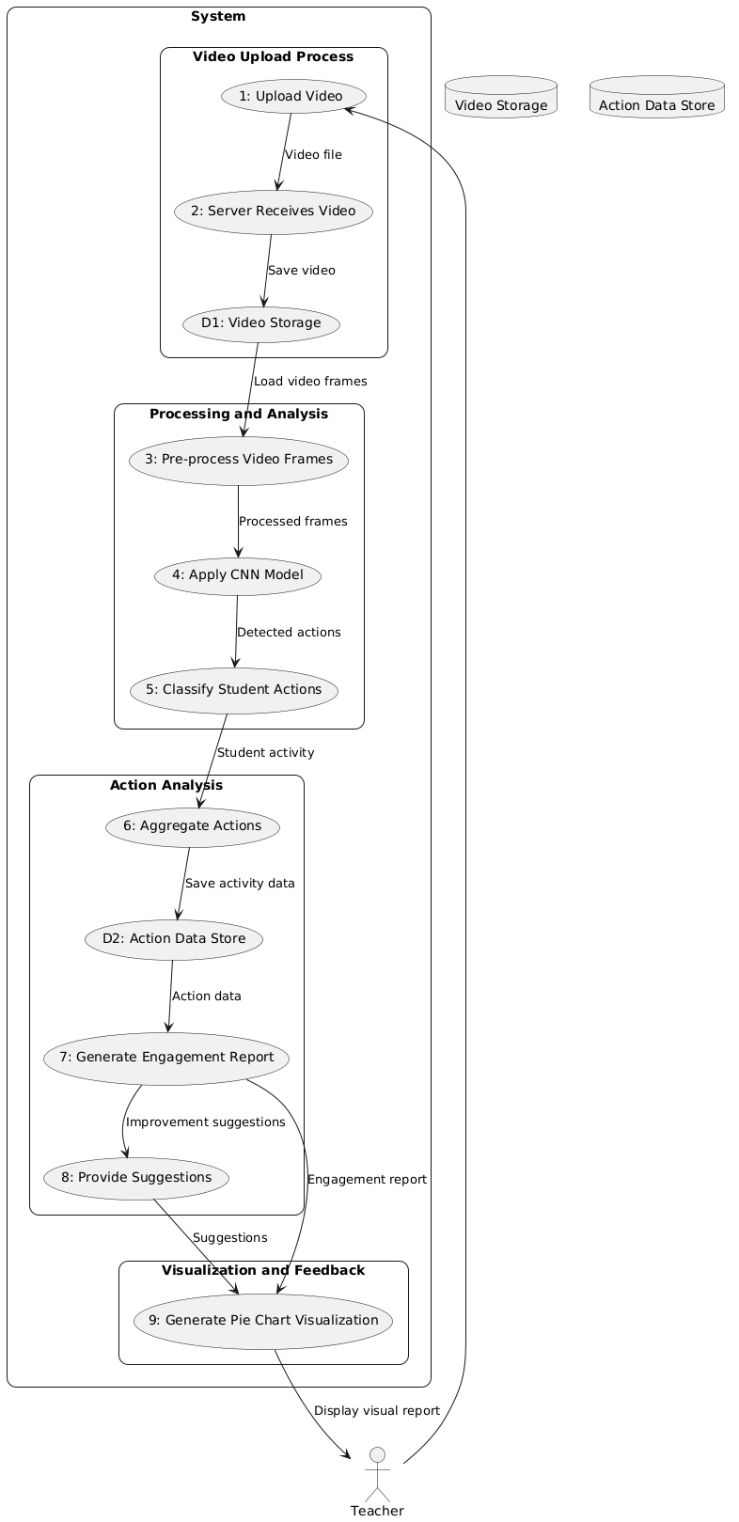 System
Video Upload Process
1: Upload Video
Video Storage
Action Data Store
Video file
2: Server Receives Video
Save video
D1: Video Storage
Load video frames
Processing and Analysis
3: Pre-process Video Frames
Processed frames
4: Apply CNN Model
Detected actions
5: Classify Student Actions
Student activity
Action Analysis
6: Aggregate Actions
Save activity data
D2: Action Data Store
Action data
7: Generate Engagement Report
Improvement suggestions
8: Provide Suggestions
Engagement report
Suggestions
Visualization and Feedback
9: Generate Pie Chart Visualization
Display visual report
Teacher